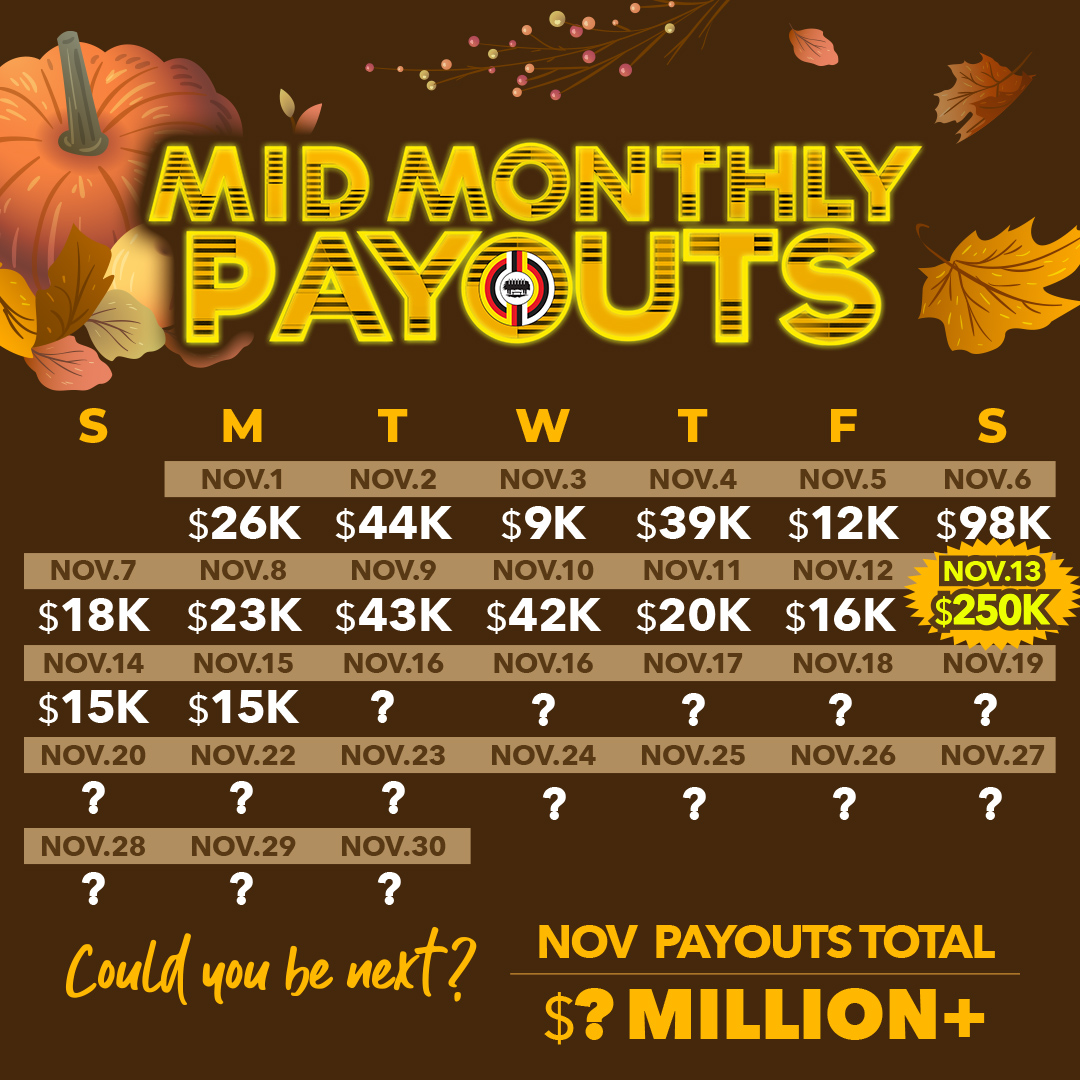 MID MONTHLY
PAYOUTS
S M T W T F S
NOV.1 NOV.2 NOV.3 NOV.4 NOV.5 NOV.6
$26K $44K $9K $39K $12K $98K
NOV.7 NOV.8 NOV.9 NOV.10 NOV.11 NOV.12 NOV.13
$18K $23K $43K $42K $20K $16K $250K
NOV.14 NOV.15 NOV.16 NOV.16 NOV.17 NOV.18 NOV.19
$15K $15K ? ? ? ? ?
NOV.20 NOV.22 NOV.23 NOV.24 NOV.25 NOV.26 NOV.27
? ? ? ? ? ? ?
NOV.28 NOV.29 NOV.30
? ? ?
Could you be next?
NOV PAYOUTS TOTAL
$? MILLION+